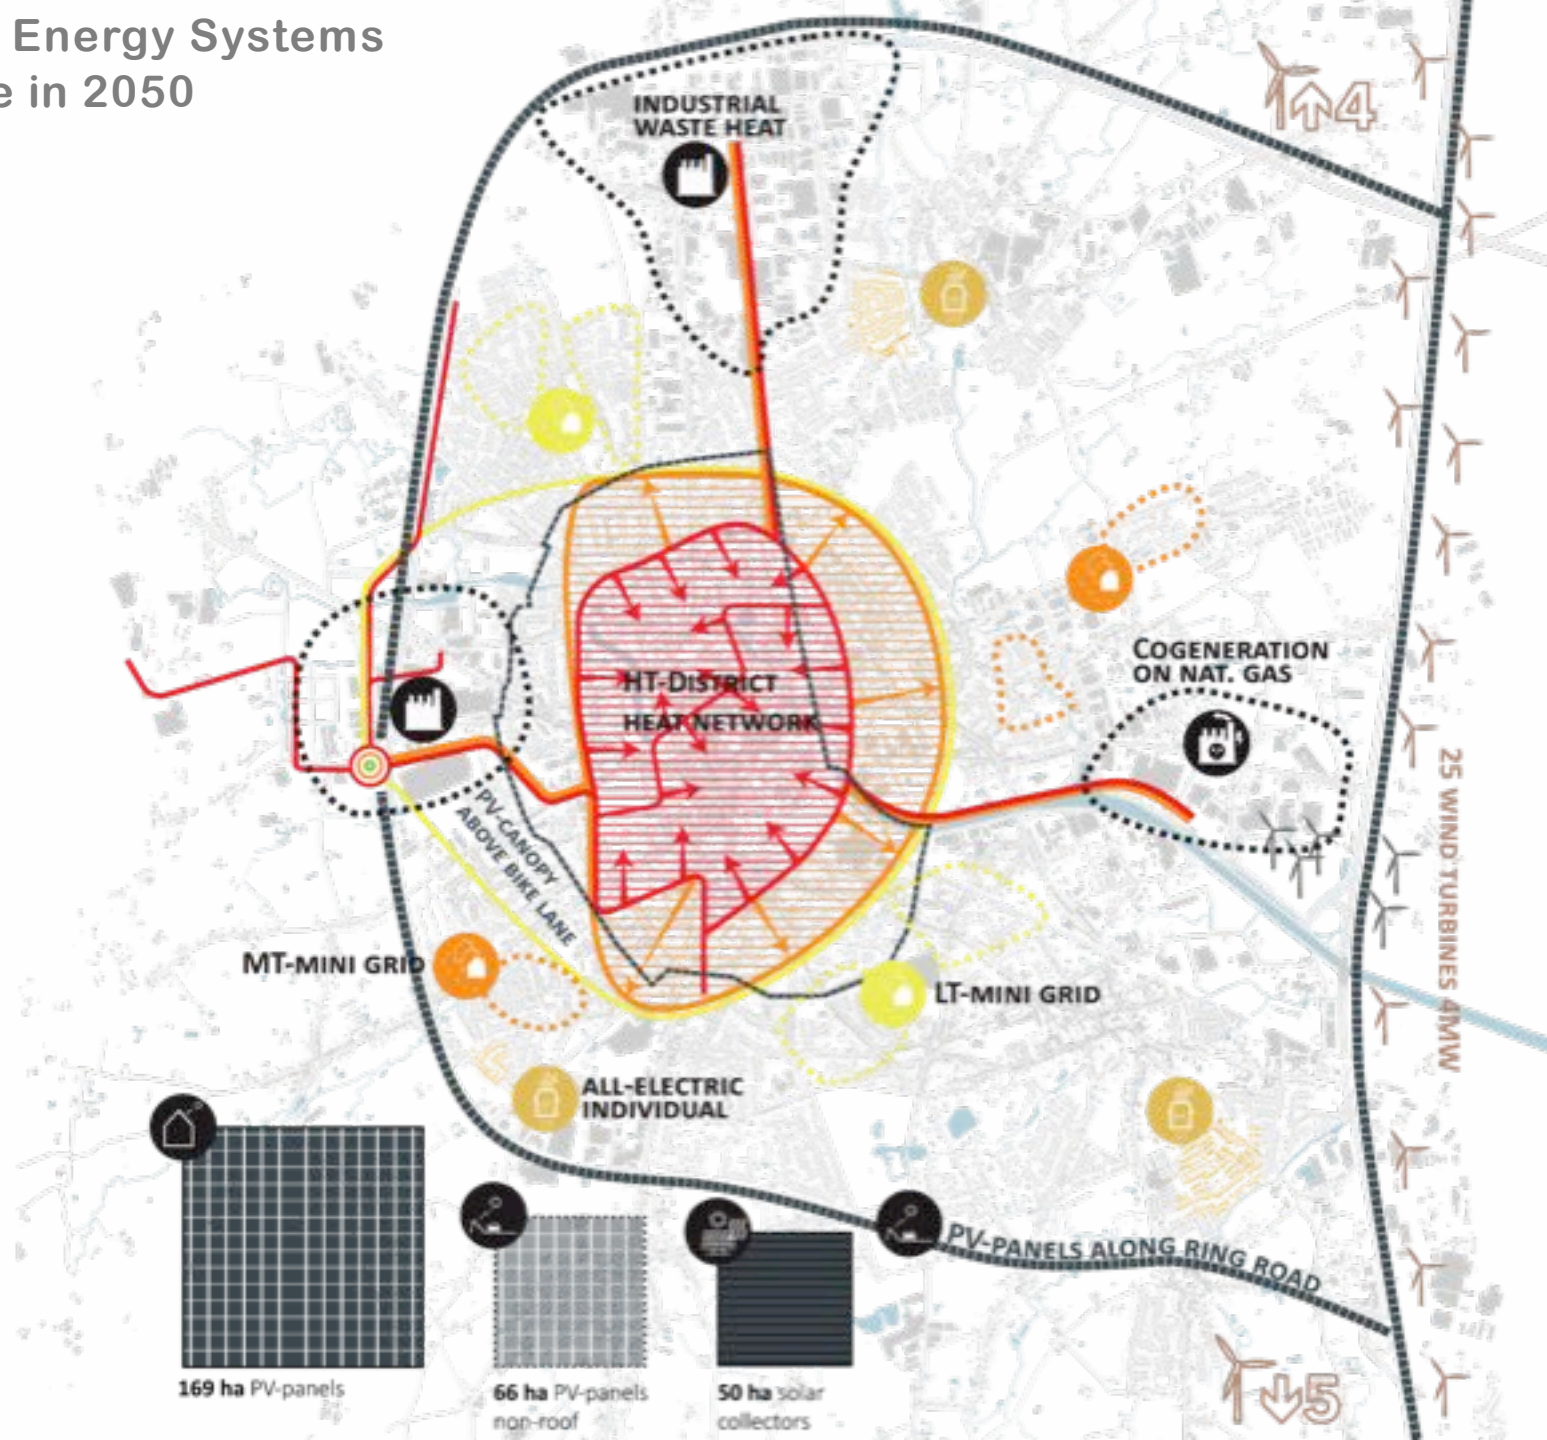 Energy Systems
e in 2050
INDUSTRIAL
WASTE HEAT
4
COGENERATION
ON NAT. GAS
HT-DISTRICT
HEAT NETWORK
25 WIND TURBINES 4MW
PV-CANOPY
ABOVE BIKE LANE
MT-MINI GRID
LT-MINI GRID
ALL-ELECTRIC
INDIVIDUAL
PV-PANELS ALONG RING ROAD
169 ha PV-panels
66 ha PV-panels
non-roof
50 ha solar
collectors
5